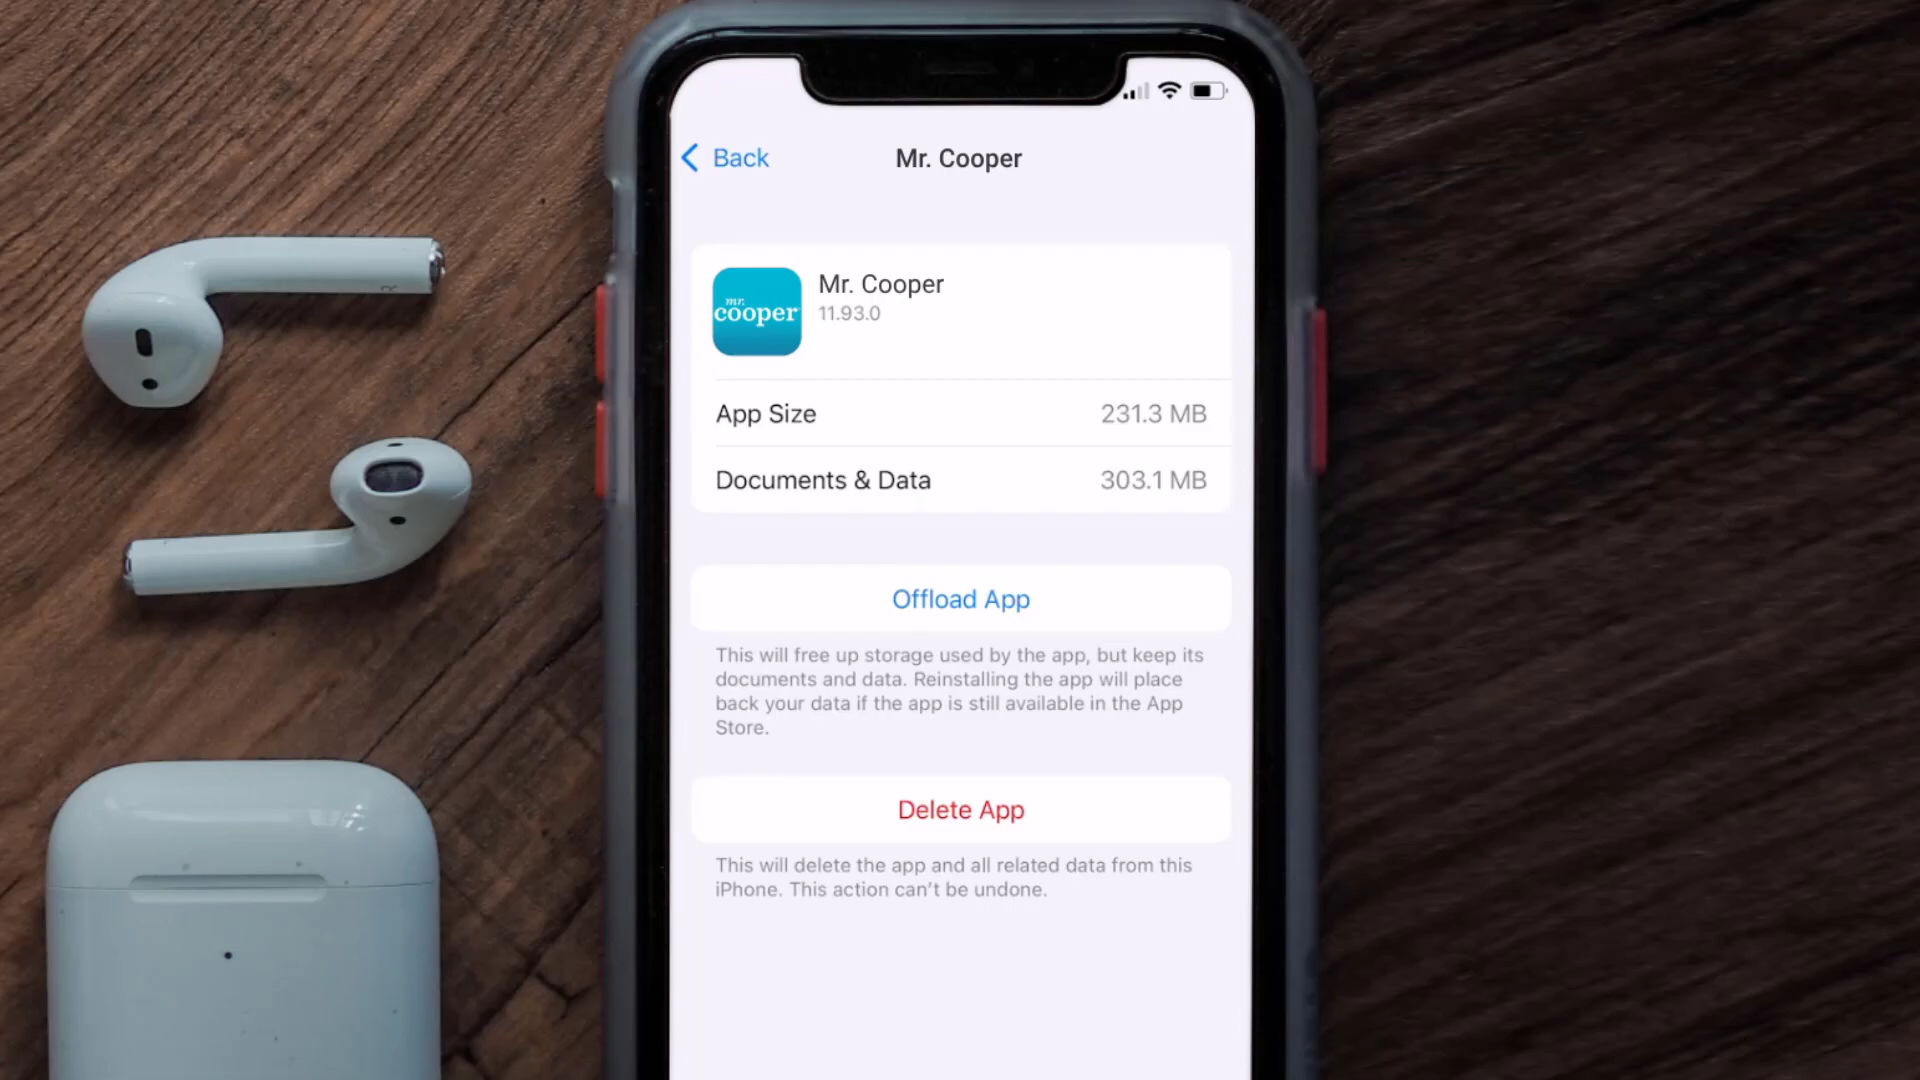 Back
Mr. Cooper
mr.
cooper
Mr. Cooper
11.93.0
App Size 231.3 MB
Documents & Data 303.1 MB
Offload App
This will free up storage used by the app, but keep its
documents and data. Reinstalling the app will place
back your data if the app is still available in the App
Store.
Delete App
This will delete the app and all related data from this
iPhone. This action can't be undone.